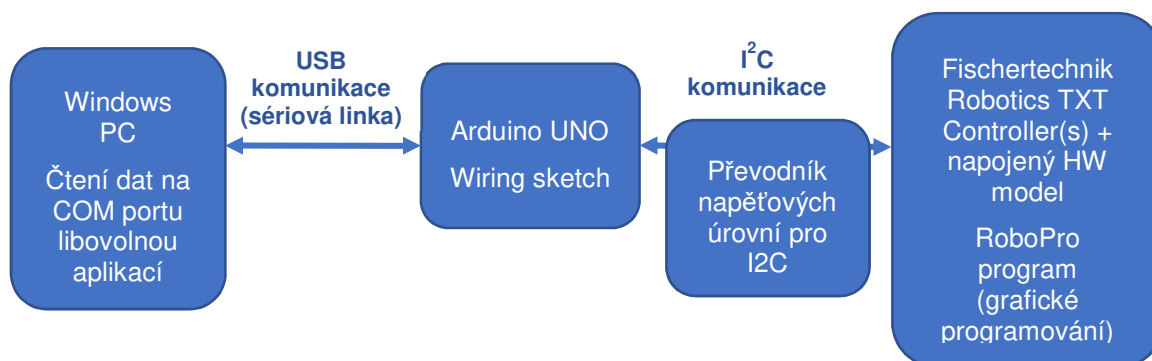 Windows
PC
Čtení dat na
COM portu
libovolnou
aplikací
USB
komunikace
(sériová linka)
Arduino UNO
Wiring sketch
I²C
komunikace
Převodník
napěťových
úrovní pro
I2C
Fischertechnik
Robotics TXT
Controller(s) +
napojený HW
model
RoboPro
program
(grafické
programování)